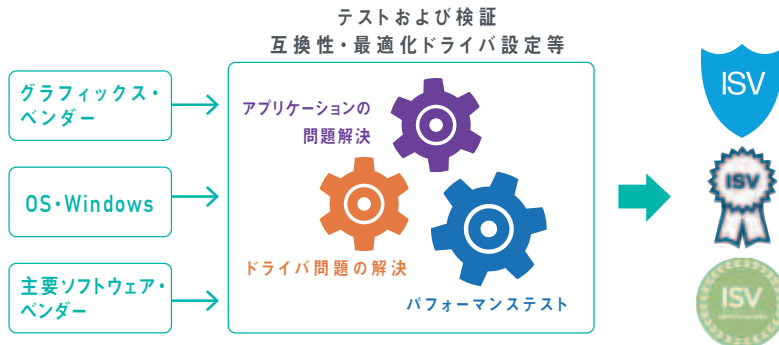 テストおよび検証
互換性・最適化ドライバ設定等
グラフィックス・
ベンダー
OS・Windows
主要ソフトウェア・
ベンダー
アプリケーションの
問題解決
ドライバ問題の解決
パフォーマンステスト
ISV
ISV
ISV